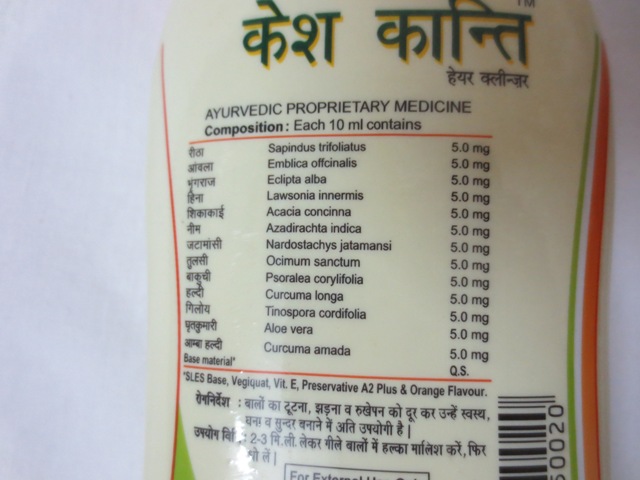 TM
केश कान्ति
हेयर क्लीन्ज़र
AYURVEDIC PROPRIETARY MEDICINE
Composition : Each 10 ml contains
रीठा Sapindus trifoliatus 5.0 mg
आंवला Emblica offcinalis 5.0 mg
भृंगराज Eclipta alba 5.0 mg
हिना Lawsonia innermis 5.0 mg
शिकाकाई Acacia concinna 5.0 mg
नीम Azadirachta indica 5.0 mg
जटामांसी Nardostachys jatamansi 5.0 mg
तुलसी Ocimum sanctum 5.0 mg
बाकुची Psoralea corylifolia 5.0 mg
हल्दी Curcuma longa 5.0 mg
गिलोय Tinospora cordifolia 5.0 mg
घृतकुमारी Aloe vera 5.0 mg
आम्बा हल्दी Curcuma amada 5.0 mg
Base material* Q.S.
*SLES Base, Vegiquat, Vit. E, Preservative A2 Plus & Orange Flavour.
रोगनिर्देश : बालों का टूटना, झड़ना व रुखेपन को दूर कर उन्हें स्वस्थ,
घना व सुन्दर बनाने में अति उपयोगी है |
उपयोग : 2-3 मि.ली. लेकर गीले बालों में हल्का मालिश करें, फिर
लें |
For External Use Only
50020